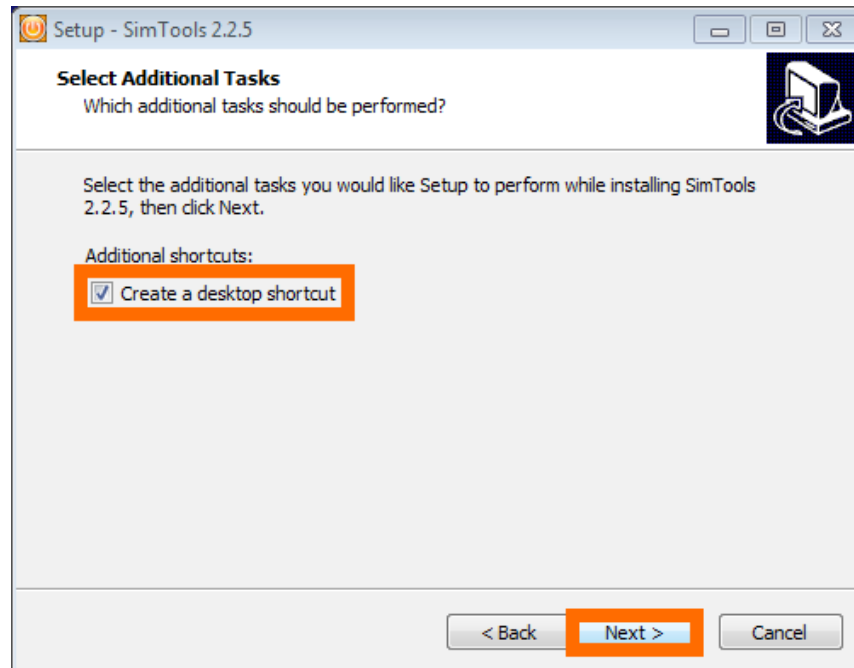 Setup - SimTools 2.2.5
Select Additional Tasks
Which additional tasks should be performed?
Select the additional tasks you would like Setup to perform while installing SimTools
2.2.5, then click Next.
Additional shortcuts:
Create a desktop shortcut
< Back Next > Cancel